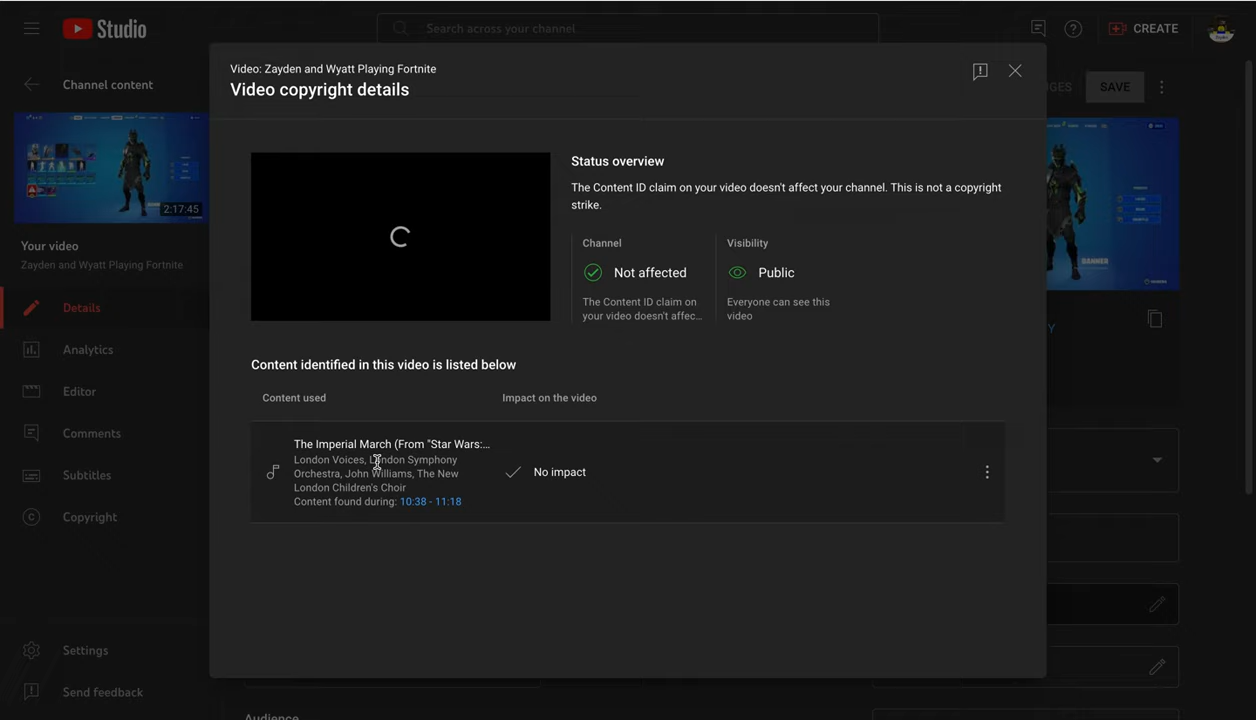 Studio
Search across your channel
CREATE
Channel content
2:17:45
Your video
Zayden and Wyatt Playing Fortnite
Details
Analytics
Editor
Comments
Subtitles
Copyright
Settings
Send feedback
Video: Zayden and Wyatt Playing Fortnite
Video copyright details
GES
SAVE
Status overview
The Content ID claim on your video doesn't affect your channel. This is not a copyright
strike.
Channel
Not affected
The Content ID claim on
your video doesn't affec...
Visibility
Public
Everyone can see this
video
Content identified in this video is listed below
Content used
Impact on the video
The Imperial March (From "Star Wars:...
London Voices, London Symphony
Orchestra, John Williams, The New
London Children's Choir
Content found during: 10:38 - 11:18
No impact
BANNER
Y
Audience